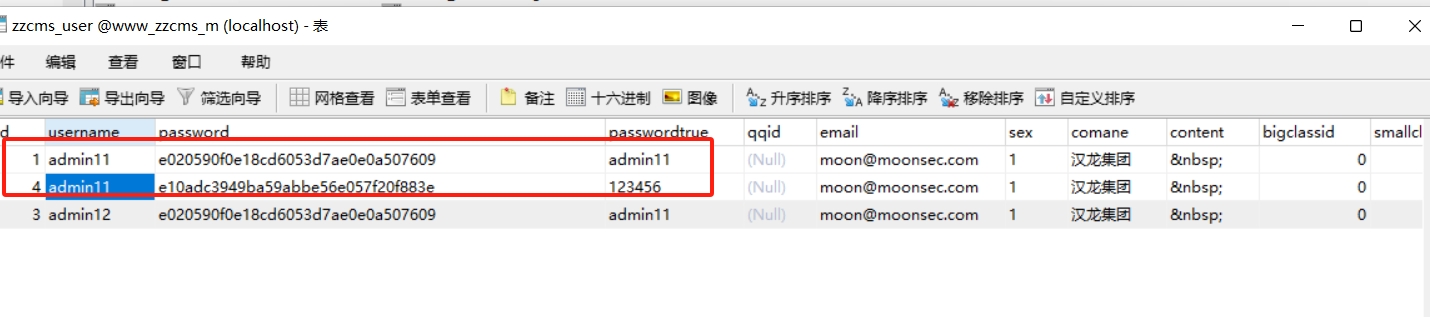 zzcms_user @www_zzcms_m (localhost) - 表
件 编辑 查看 窗口 帮助
导入向导 导出向导 筛选向导 网格查看 表单查看 备注 十六进制 图像 升序排序 降序排序 移除排序 自定义排序
d username password passwordtrue qqid email sex comane content bigclassid smallcl
1 admin11 e020590f0e18cd6053d7ae0e0a507609 admin11 (Null) moon@moonsec.com 1 汉龙集团 &nbsp; 0
4 admin11 e10adc3949ba59abbe56e057f20f883e 123456 (Null) moon@moonsec.com 1 汉龙集团 &nbsp; 0
3 admin12 e020590f0e18cd6053d7ae0e0a507609 admin11 (Null) moon@moonsec.com 1 汉龙集团 &nbsp; 0